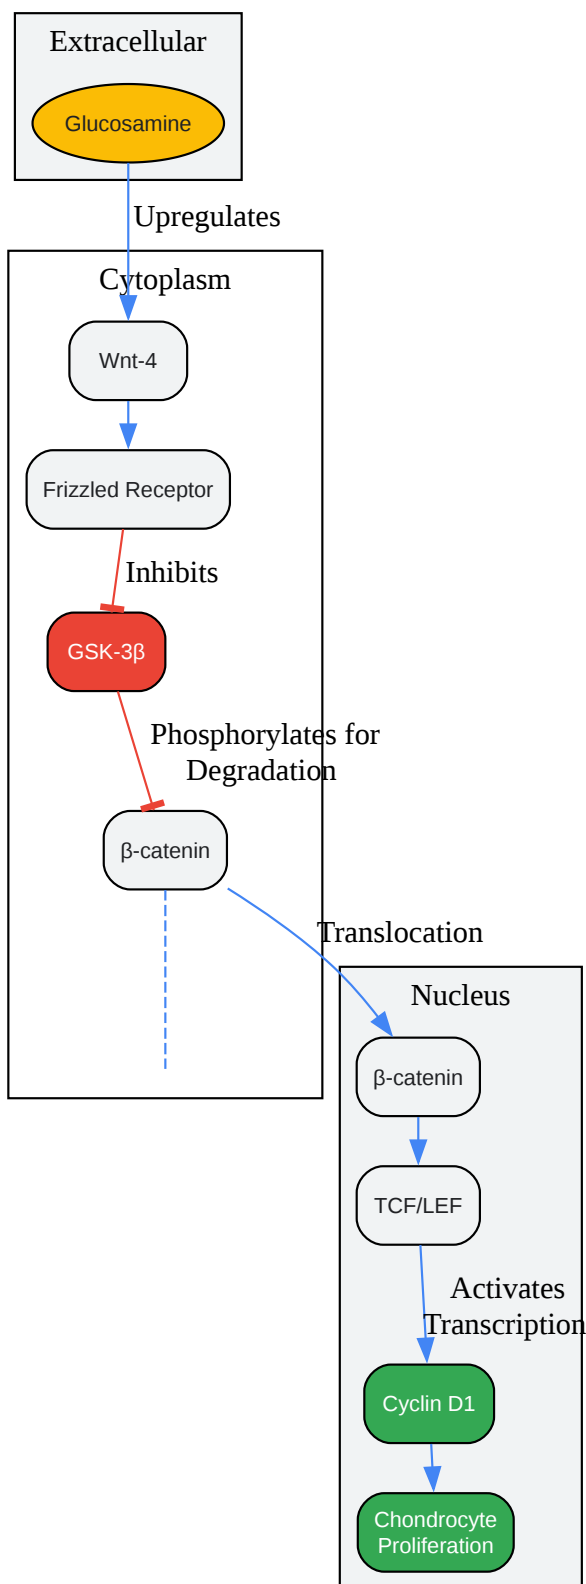 Extracellular
Glucosamine
Upregulates
Cytoplasm
Wnt-4
Frizzled Receptor
Inhibits
GSK-3β
Phosphorylates for
Degradation
β-catenin
Translocation
Nucleus
β-catenin
TCF/LEF
Activates
Transcription
Cyclin D1
Chondrocyte
Proliferation